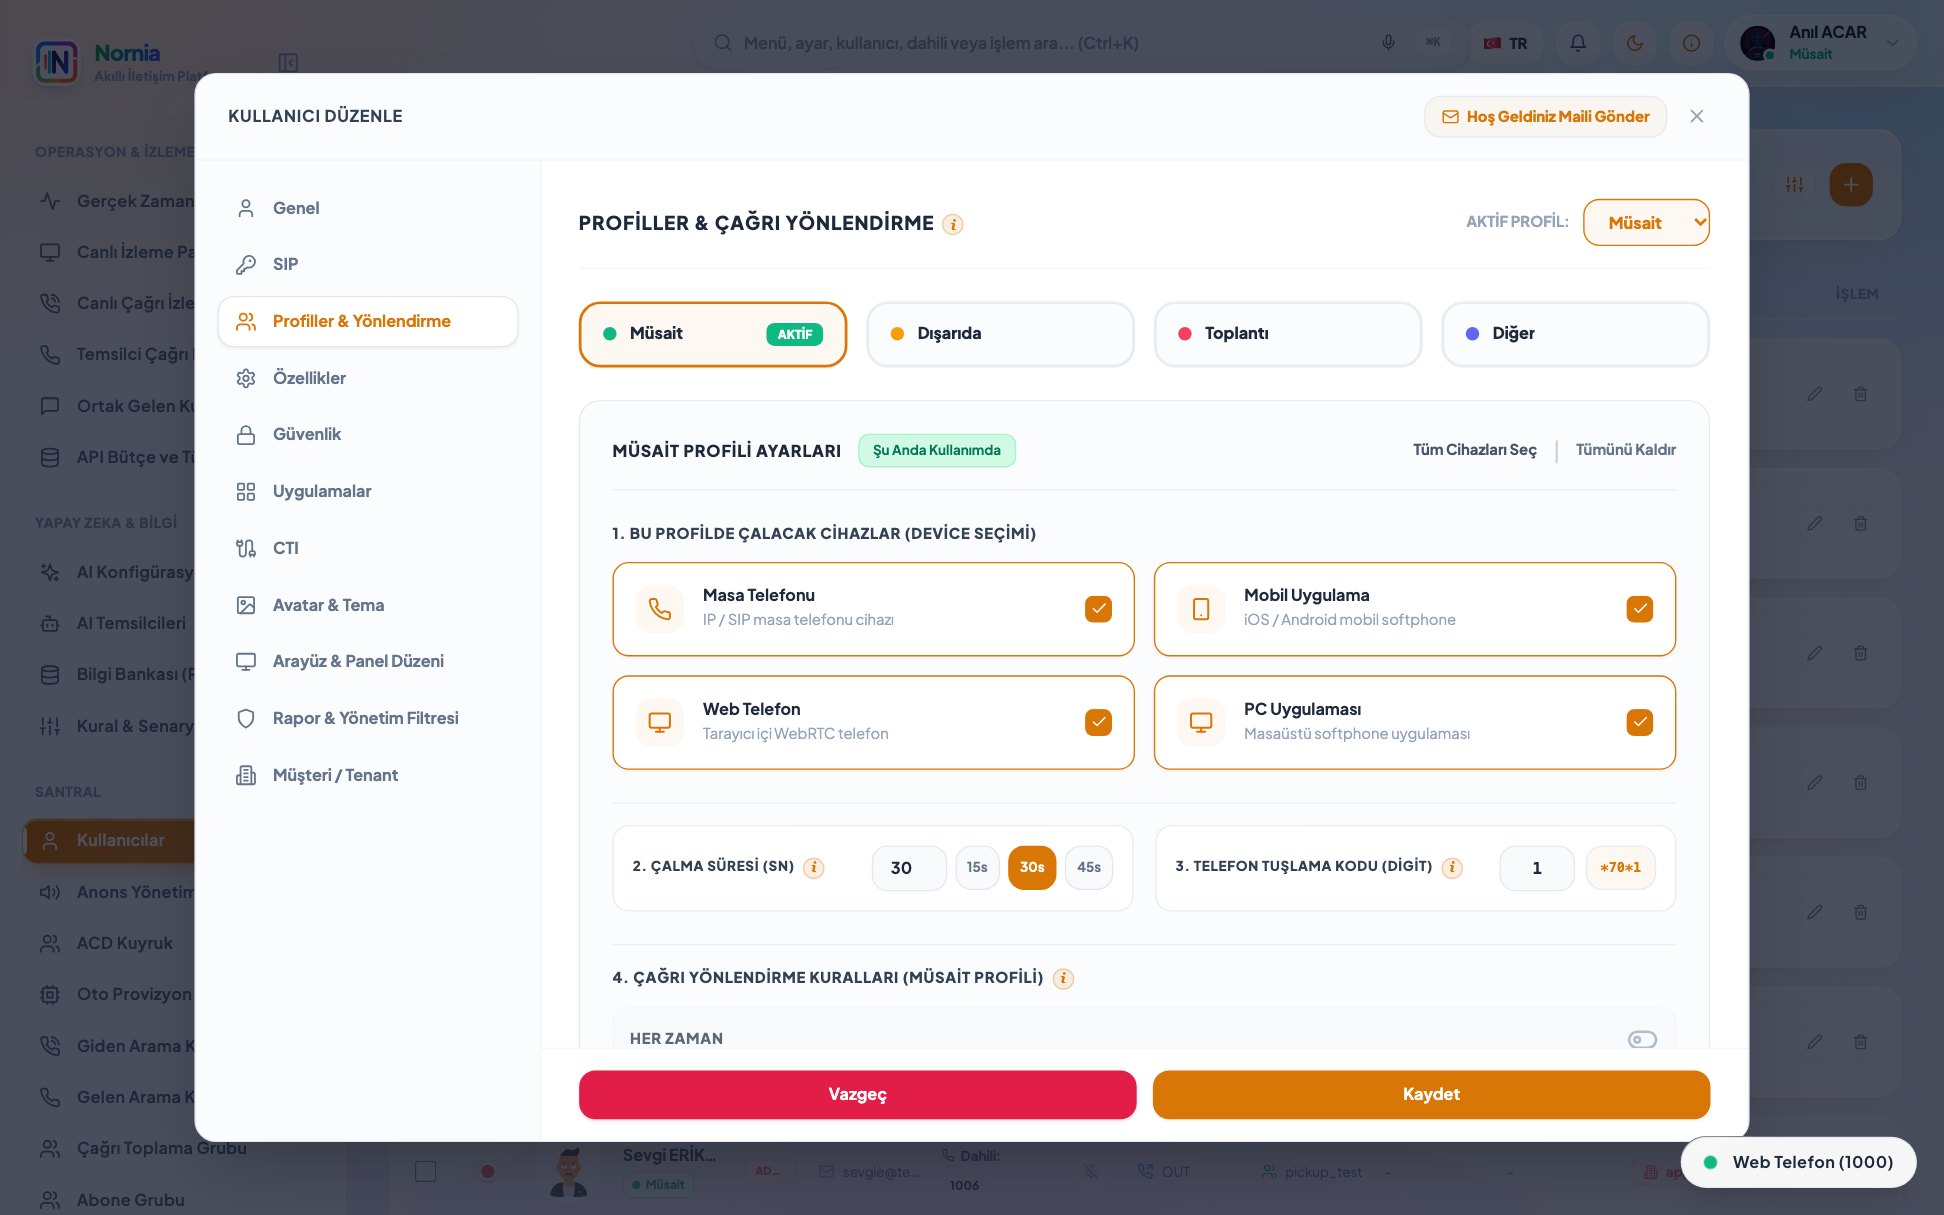 Nornia
Akıllı İletişim Platf
Menü, ayar, kullanıcı, dahili veya işlem ara... (Ctrl+K)
⌘K
TR
Anıl ACAR
Müsait
KULLANICI DÜZENLE
Hoş Geldiniz Maili Gönder
OPERASYON & İZLEME
Gerçek Zaman
Canlı İzleme Pa
Canlı Çağrı İzle
Temsilci Çağrı
Ortak Gelen Ku
API Bütçe ve Tü
YAPAY ZEKA & BİLGİ
AI Konfigürasy
AI Temsilcileri
Bilgi Bankası (R
Kural & Senary
SANTRAL
Kullanıcılar
Anons Yönetim
ACD Kuyruk
Oto Provizyon
Giden Arama K
Gelen Arama K
Çağrı Toplama Grubu
Abone Grubu
Genel
SIP
Profiller & Yönlendirme
Özellikler
Güvenlik
Uygulamalar
CTI
Avatar & Tema
Arayüz & Panel Düzeni
Rapor & Yönetim Filtresi
Müşteri / Tenant
PROFİLLER & ÇAĞRI YÖNLENDİRME
AKTİF PROFİL:
Müsait
Müsait
AKTİF
Dışarıda
Toplantı
Diğer
MÜSAİT PROFİLİ AYARLARI
Şu Anda Kullanımda
Tüm Cihazları Seç
Tümünü Kaldır
1. BU PROFİLDE ÇALACAK CİHAZLAR (DEVICE SEÇİMİ)
Masa Telefonu
IP / SIP masa telefonu cihazı
Mobil Uygulama
iOS / Android mobil softphone
Web Telefon
Tarayıcı içi WebRTC telefon
PC Uygulaması
Masaüstü softphone uygulaması
2. ÇALMA SÜRESİ (SN)
30
15s
30s
45s
3. TELEFON TUŞLAMA KODU (DİGİT)
1
*70*1
4. ÇAĞRI YÖNLENDİRME KURALLARI (MÜSAİT PROFİLİ)
HER ZAMAN
Vazgeç
Kaydet
İŞLEM
Sevgi ERİK...
Müsait
AD...
sevgie@te...
Dahili:
1006
OUT
pickup_test
-
-
ap
Web Telefon (1000)